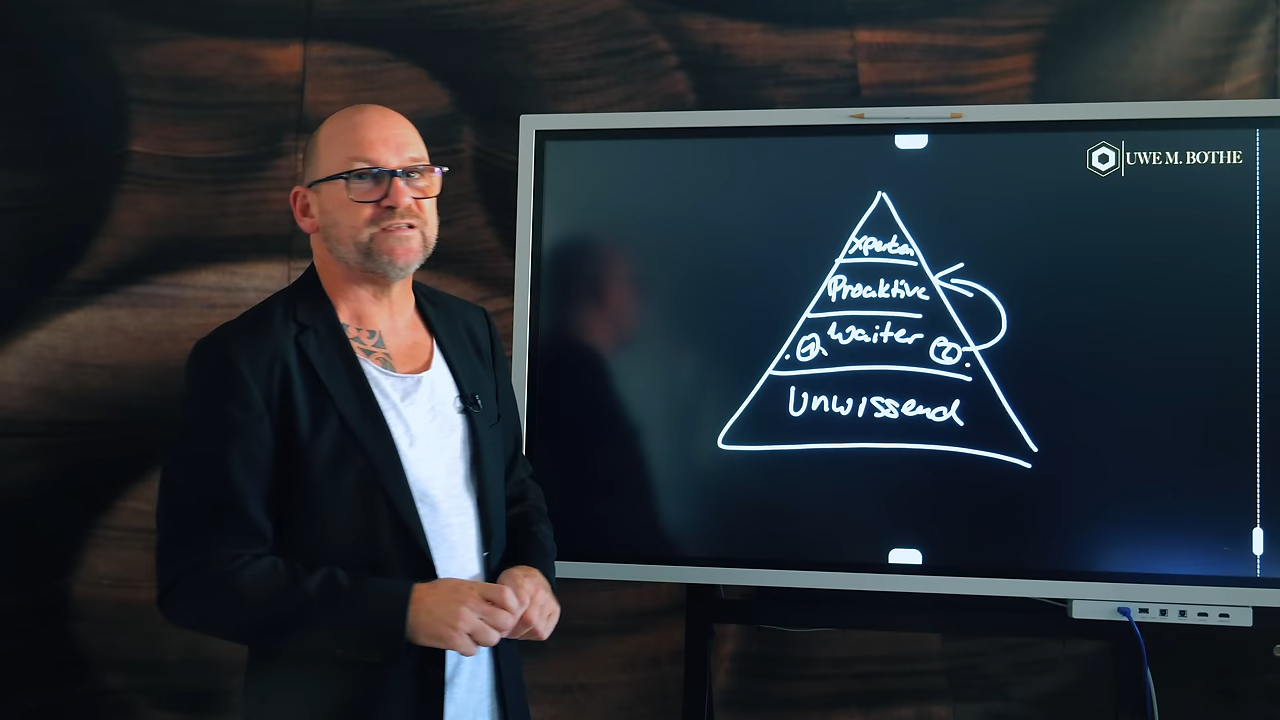 UWE M. BOTHE
Xperten
Proaktive
Waiter
Unwissend